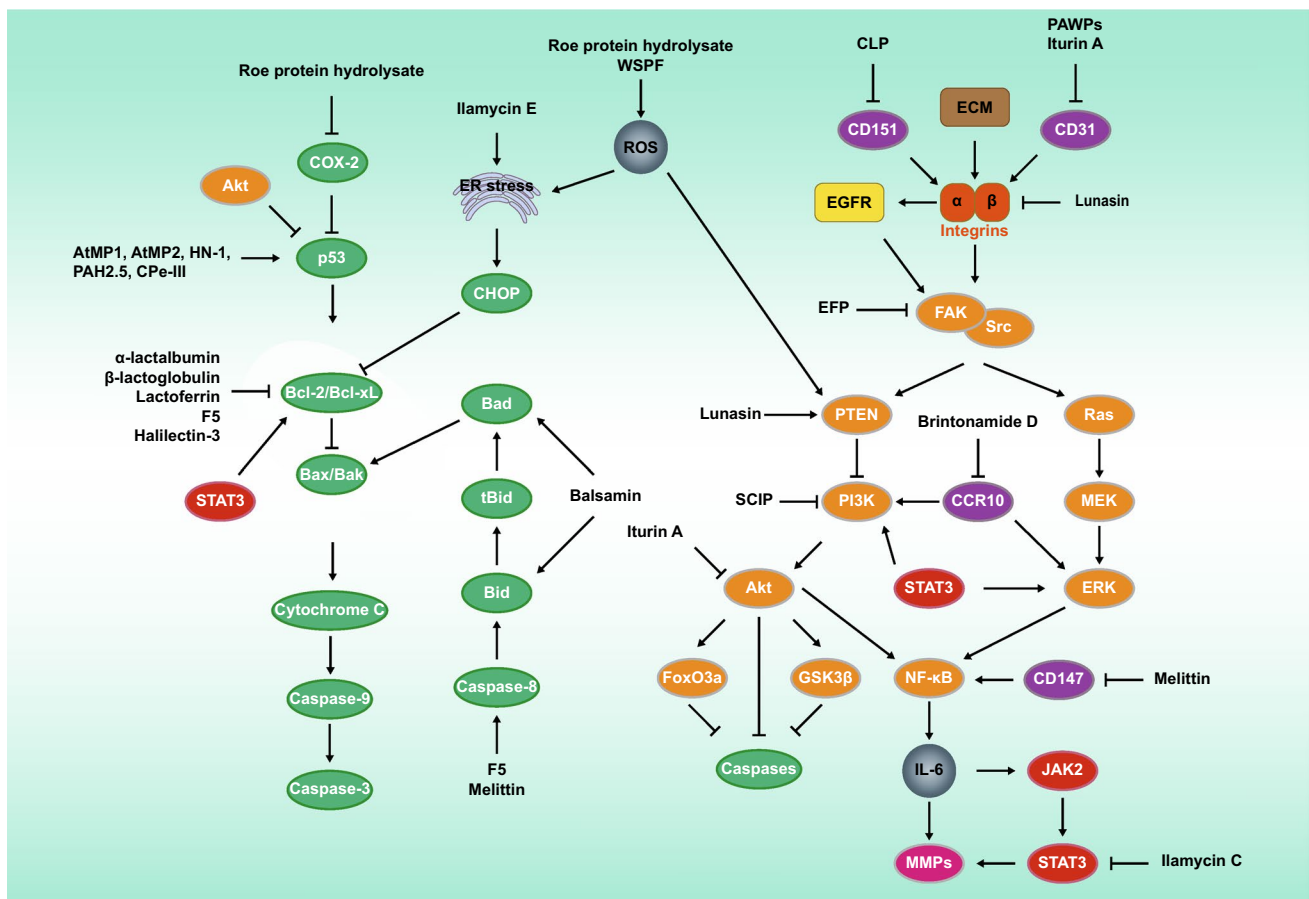 PAWPs
Iturin A
CLP
Roe protein hydrolysate
WSPF
Roe protein hydrolysate
Ilamycin E
ECM
CD151
CD31
ROS
COX-2
Akt
ER stress
EGFR
α
β
Lunasin
Integrins
AtMP1, AtMP2, HN-1,
PAH2.5, CPe-III
p53
CHOP
EFP
FAK
Src
α-lactalbumin
β-lactoglobulin
Lactoferrin
F5
Halilectin-3
Bcl-2/Bcl-xL
Bad
Lunasin
PTEN
Brintonamide D
Ras
Bax/Bak
STAT3
tBid
Balsamin
SCIP
PI3K
CCR10
MEK
Iturin A
Bid
Akt
STAT3
ERK
Cytochrome C
Caspase-9
Caspase-8
FoxO3a
GSK3β
NF-κB
CD147
Melittin
Caspase-3
F5
Melittin
Caspases
IL-6
JAK2
MMPs
STAT3
Ilamycin C